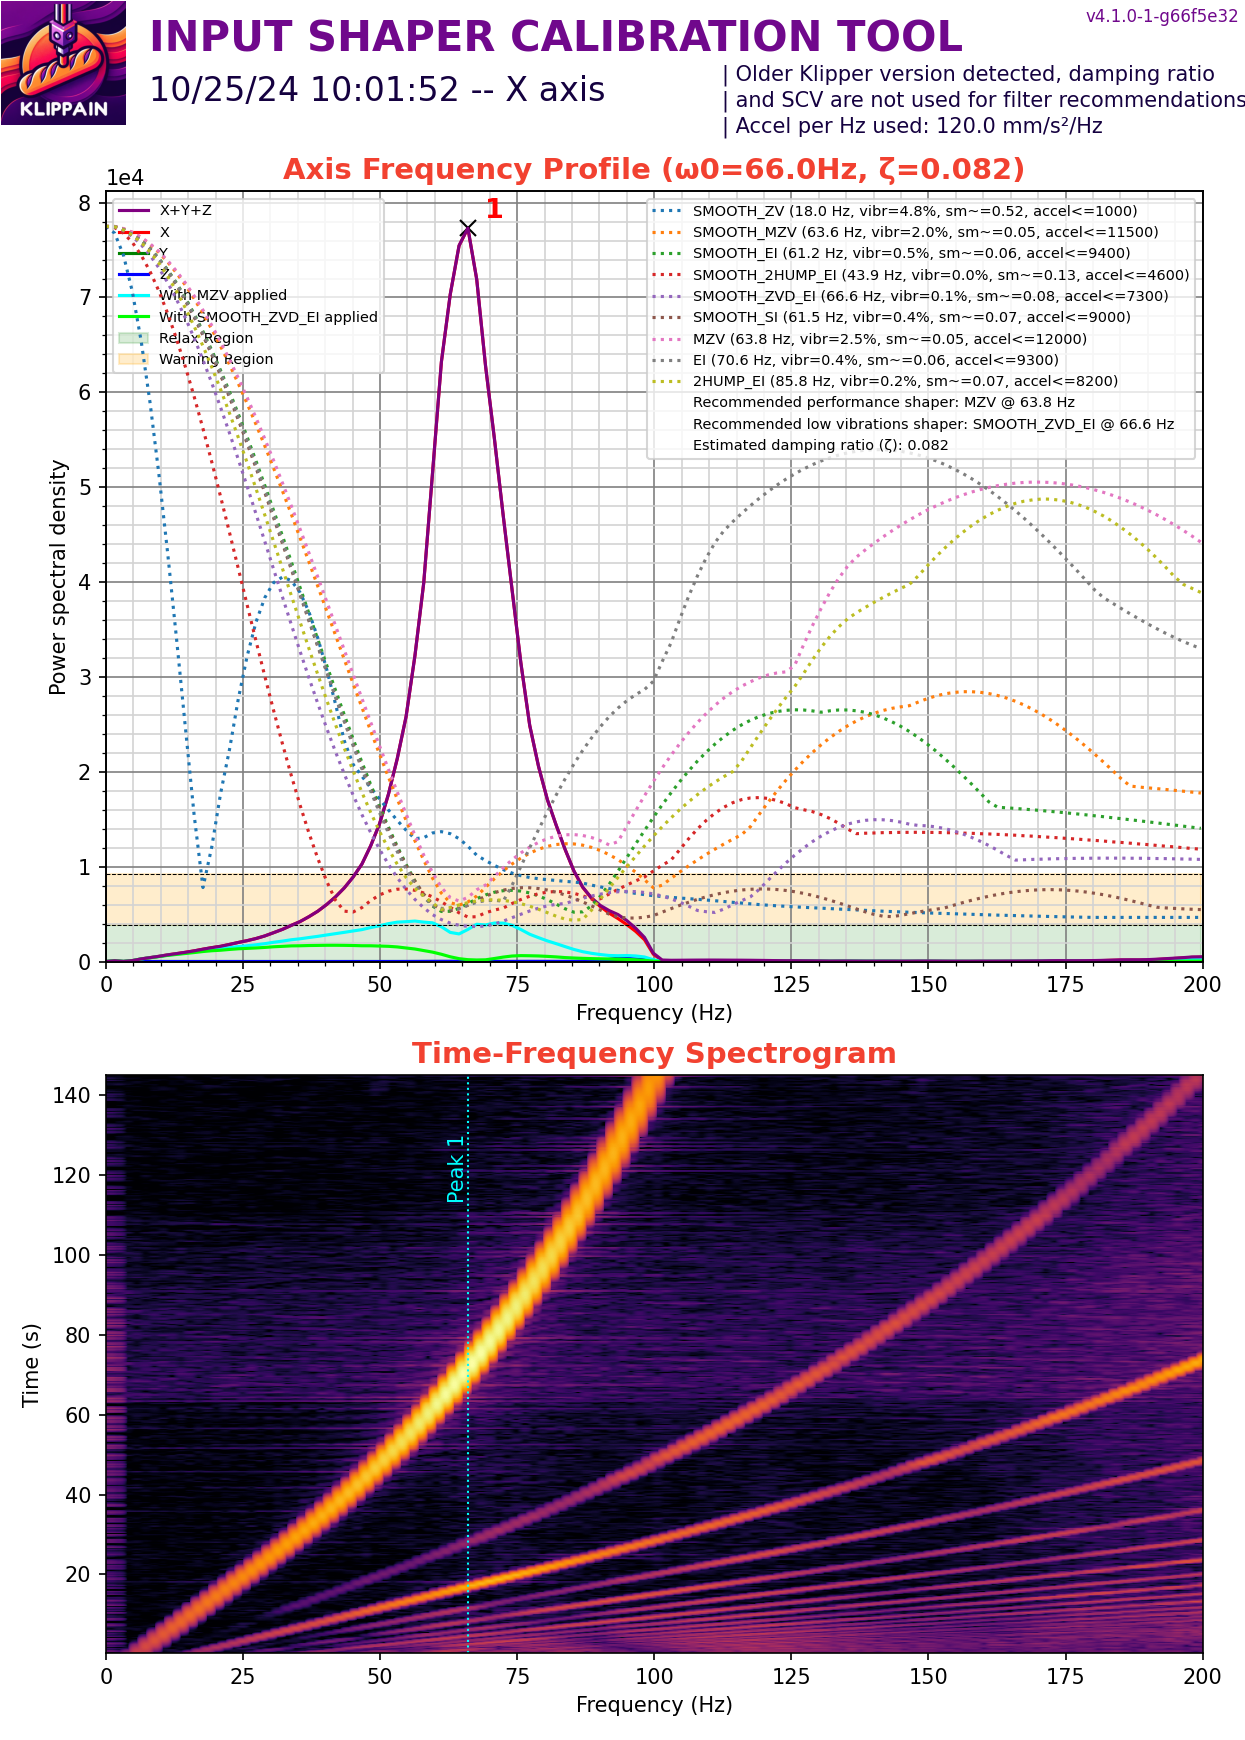 v4.1.0-1-g66f5e32
INPUT SHAPER CALIBRATION TOOL
10/25/24 10:01:52 -- X axis
| Older Klipper version detected, damping ratio
| and SCV are not used for filter recommendations
| Accel per Hz used: 120.0 mm/s²/Hz
KLIPPAIN
Axis Frequency Profile (ω0=66.0Hz, ζ=0.082)
1e4
1
X+Y+Z
X
Y
Z
With MZV applied
With SMOOTH_ZVD_EI applied
Relax Region
Warning Region
SMOOTH_ZV (18.0 Hz, vibr=4.8%, sm~=0.52, accel<=1000)
SMOOTH_MZV (63.6 Hz, vibr=2.0%, sm~=0.05, accel<=11500)
SMOOTH_EI (61.2 Hz, vibr=0.5%, sm~=0.06, accel<=9400)
SMOOTH_2HUMP_EI (43.9 Hz, vibr=0.0%, sm~=0.13, accel<=4600)
SMOOTH_ZVD_EI (66.6 Hz, vibr=0.1%, sm~=0.08, accel<=7300)
SMOOTH_SI (61.5 Hz, vibr=0.4%, sm~=0.07, accel<=9000)
MZV (63.8 Hz, vibr=2.5%, sm~=0.05, accel<=12000)
EI (70.6 Hz, vibr=0.4%, sm~=0.06, accel<=9300)
2HUMP_EI (85.8 Hz, vibr=0.2%, sm~=0.07, accel<=8200)
Recommended performance shaper: MZV @ 63.8 Hz
Recommended low vibrations shaper: SMOOTH_ZVD_EI @ 66.6 Hz
Estimated damping ratio (ζ): 0.082
8
7
6
5
4
3
2
1
0
Power spectral density
0 25 50 75 100 125 150 175 200
Frequency (Hz)
Time-Frequency Spectrogram
140
120
100
80
60
40
20
Time (s)
Peak 1
0 25 50 75 100 125 150 175 200
Frequency (Hz)